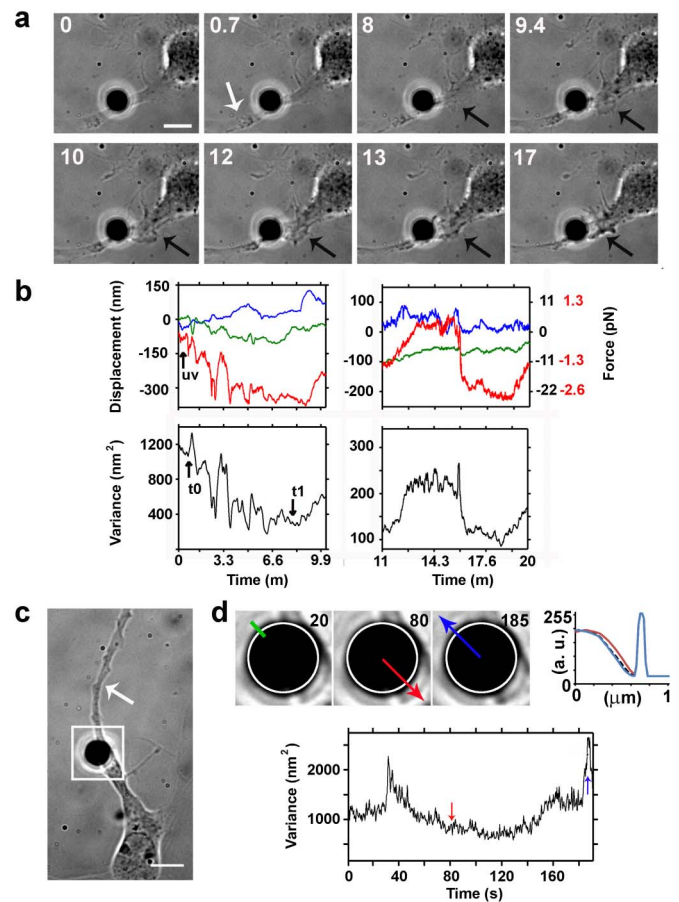 a
0 0.7 8 9.4
10 12 13 17
b
150 0 -150 -300
Displacement (nm)
uv
100 0 -100 -200
11 0 -11 -22
1.3 -1.3 -2.6
Force (pN)
1200 800 400
Variance (nm2)
t0 t1
0 3.3 6.6 9.9
Time (m)
300 200 100
11 14.3 17.6 20
Time (m)
c
d
20 80 185
255 0
(a. u.)
0 1
(μm)
Variance (nm2)
2000
1000
0 40 80 120 160
Time (s)